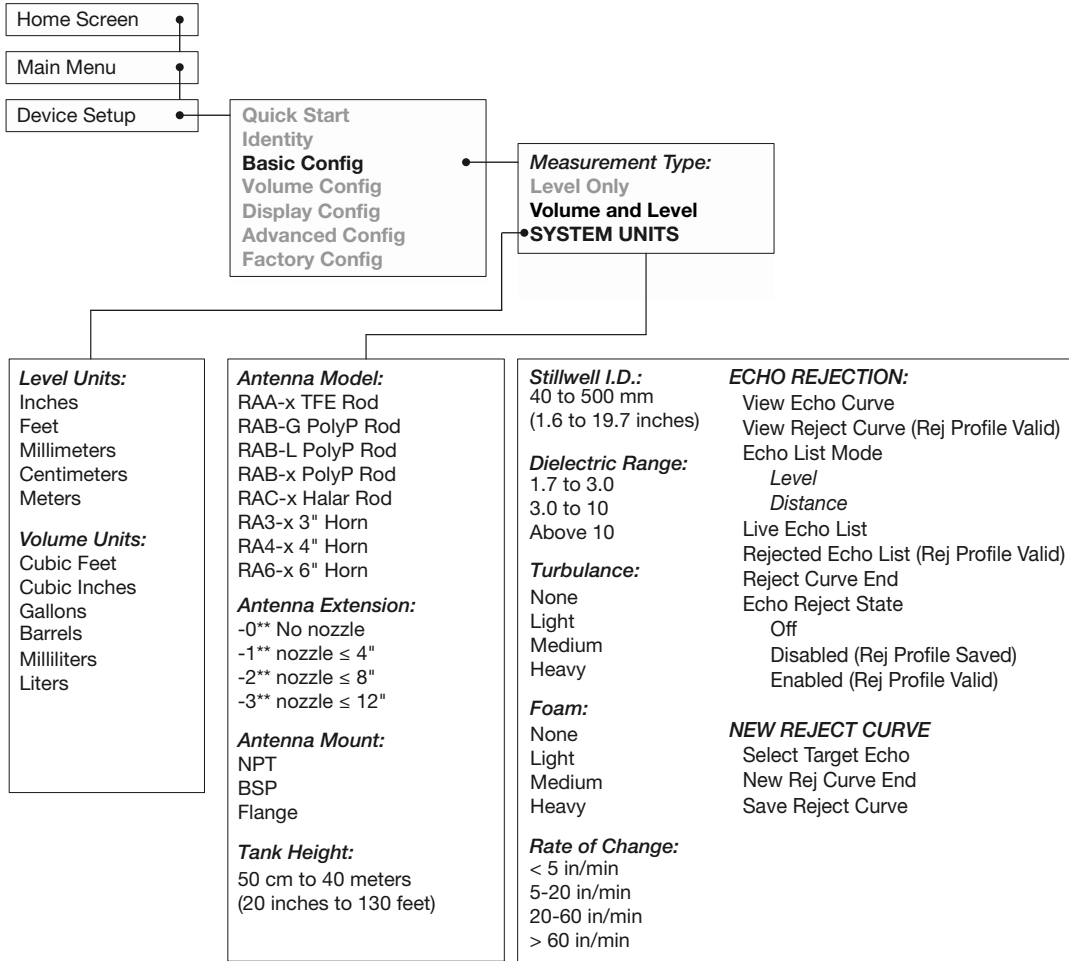 Home Screen
Main Menu
Device Setup
Quick Start
Identity
Basic Config
Volume Config
Display Config
Advanced Config
Factory Config
Measurement Type:
Level Only
Volume and Level
SYSTEM UNITS
Level Units:
Inches
Feet
Millimeters
Centimeters
Meters
Volume Units:
Cubic Feet
Cubic Inches
Gallons
Barrels
Milliliters
Liters
Antenna Model:
RAA-x TFE Rod
RAB-G PolyP Rod
RAB-L PolyP Rod
RAB-x PolyP Rod
RAC-x Halar Rod
RA3-x 3" Horn
RA4-x 4" Horn
RA6-x 6" Horn
Antenna Extension:
-0** No nozzle
-1** nozzle ≤ 4"
-2** nozzle ≤ 8"
-3** nozzle ≤ 12"
Antenna Mount:
NPT
BSP
Flange
Tank Height:
50 cm to 40 meters
(20 inches to 130 feet)
Stillwell I.D.:
40 to 500 mm
(1.6 to 19.7 inches)
Dielectric Range:
1.7 to 3.0
3.0 to 10
Above 10
Turbulance:
None
Light
Medium
Heavy
Foam:
None
Light
Medium
Heavy
Rate of Change:
< 5 in/min
5-20 in/min
20-60 in/min
> 60 in/min
ECHO REJECTION:
View Echo Curve
View Reject Curve (Rej Profile Valid)
Echo List Mode
Level
Distance
Live Echo List
Rejected Echo List (Rej Profile Valid)
Reject Curve End
Echo Reject State
Off
Disabled (Rej Profile Saved)
Enabled (Rej Profile Valid)
NEW REJECT CURVE
Select Target Echo
New Rej Curve End
Save Reject Curve